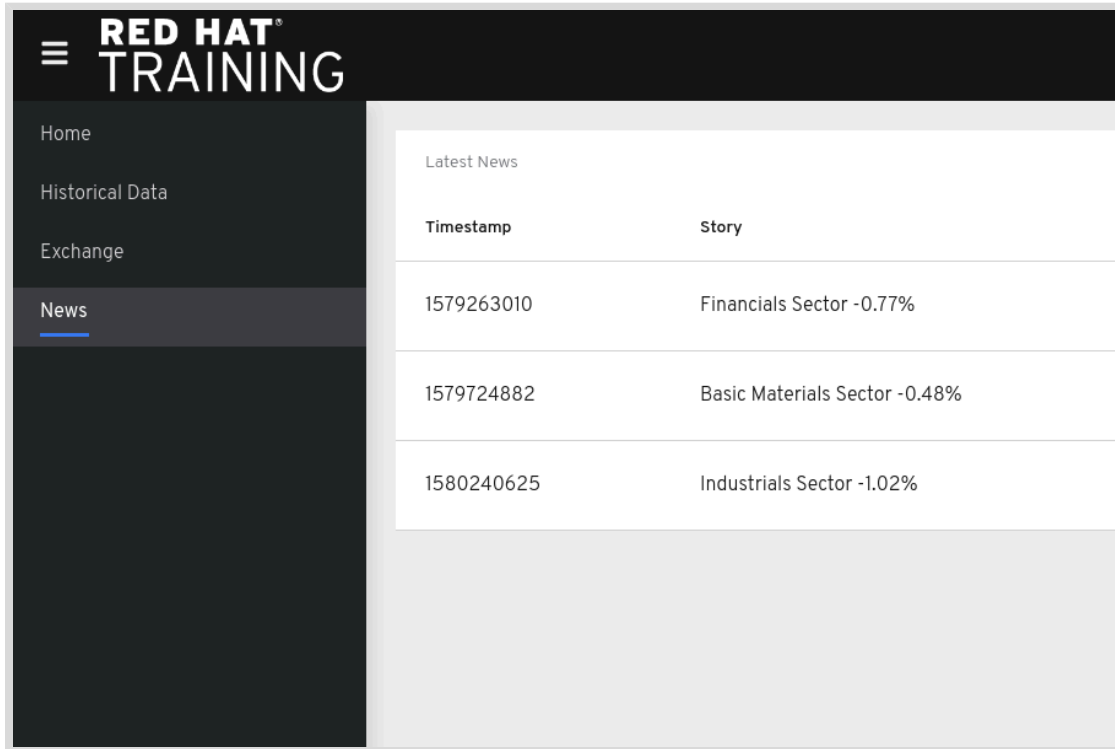 RED HAT®
TRAINING
Home
Historical Data
Exchange
News
Latest News
Timestamp Story
1579263010 Financials Sector -0.77%
1579724882 Basic Materials Sector -0.48%
1580240625 Industrials Sector -1.02%